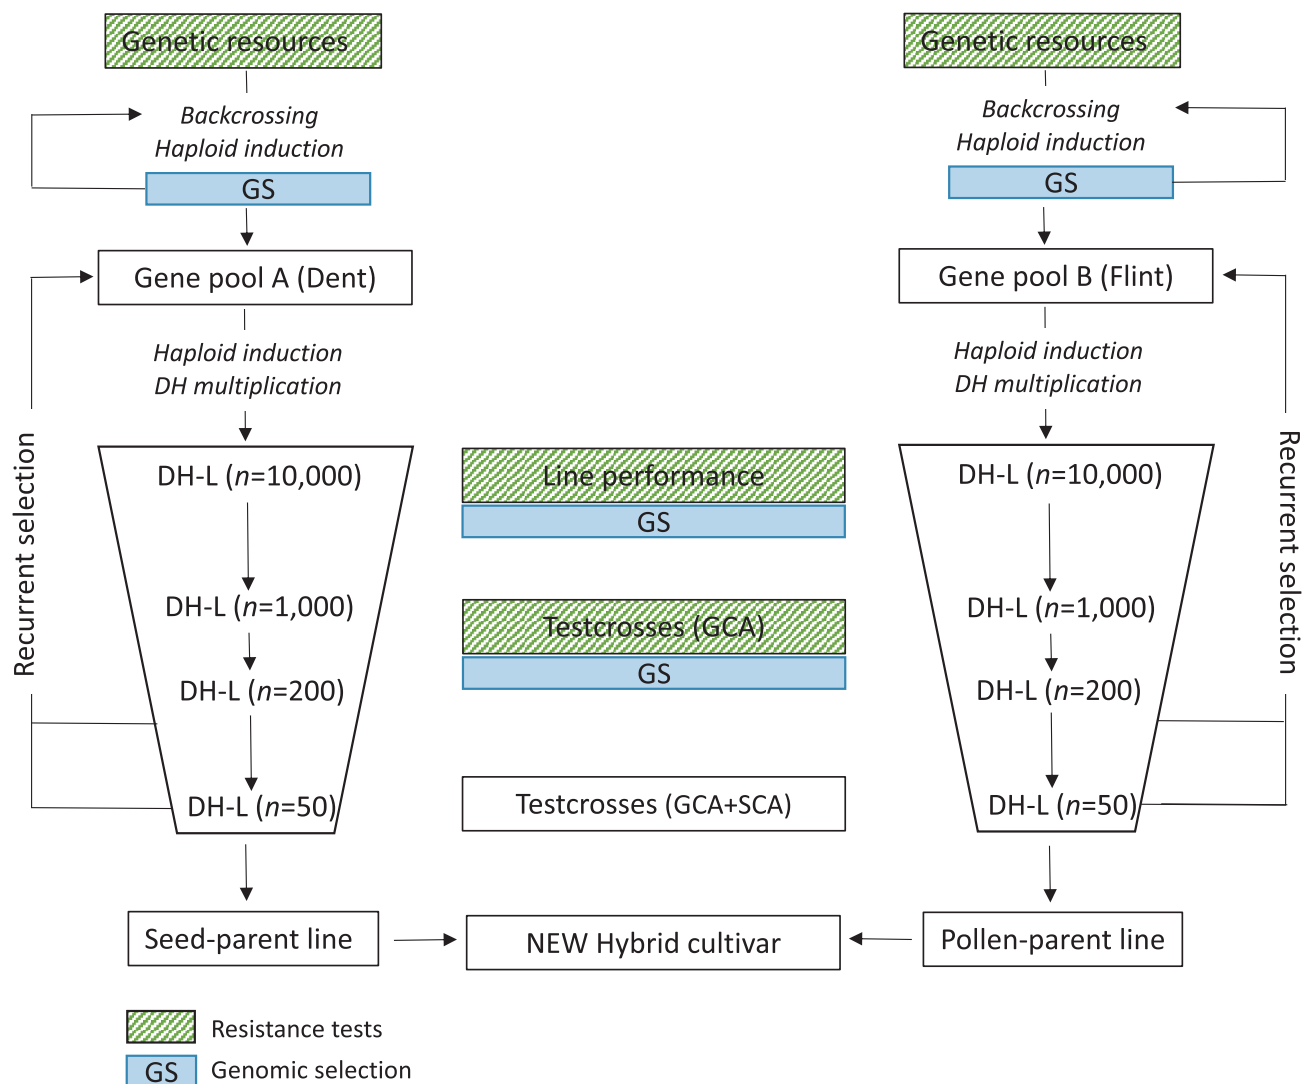 Genetic resources
Backcrossing
Haploid induction
GS
Gene pool A (Dent)
Haploid induction
DH multiplication
DH-L (n=10,000)
DH-L (n=1,000)
DH-L (n=200)
DH-L (n=50)
Recurrent selection
Seed-parent line
Line performance
GS
Testcrosses (GCA)
GS
Testcrosses (GCA+SCA)
NEW Hybrid cultivar
Genetic resources
Backcrossing
Haploid induction
GS
Gene pool B (Flint)
Haploid induction
DH multiplication
DH-L (n=10,000)
DH-L (n=1,000)
DH-L (n=200)
DH-L (n=50)
Recurrent selection
Pollen-parent line
Resistance tests
GS Genomic selection